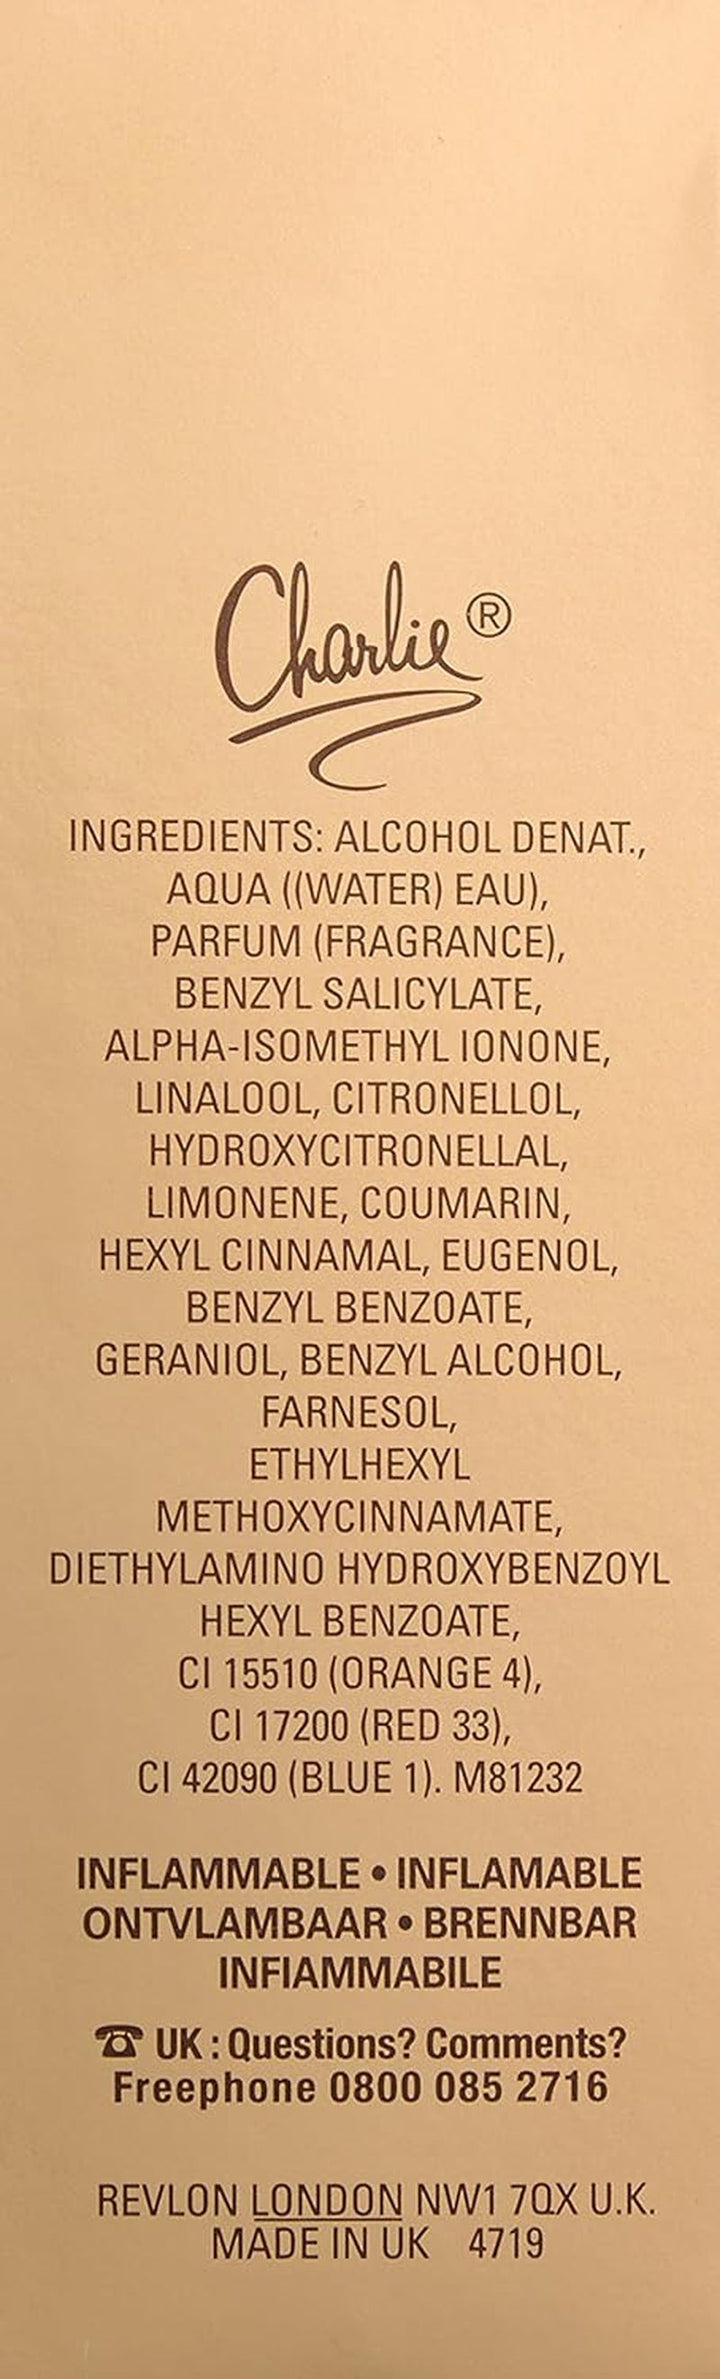 Charlie®
INGREDIENTS: ALCOHOL DENAT.,
AQUA ((WATER) EAU),
PARFUM (FRAGRANCE),
BENZYL SALICYLATE,
ALPHA-ISOMETHYL IONONE,
LINALOOL, CITRONELLOL,
HYDROXYCITRONELLAL,
LIMONENE, COUMARIN,
HEXYL CINNAMAL, EUGENOL,
BENZYL BENZOATE,
GERANIOL, BENZYL ALCOHOL,
FARNESOL,
ETHYLHEXYL
METHOXYCINNAMATE,
DIETHYLAMINO HYDROXYBENZOYL
HEXYL BENZOATE,
CI 15510 (ORANGE 4),
CI 17200 (RED 33),
CI 42090 (BLUE 1). M81232
INFLAMMABLE • INFLAMABLE
ONTVLAMBAAR • BRENNBAR
INFIAMMABILE
☎ UK : Questions? Comments?
Freephone 0800 085 2716
REVLON LONDON NW1 7QX U.K.
MADE IN UK 4719